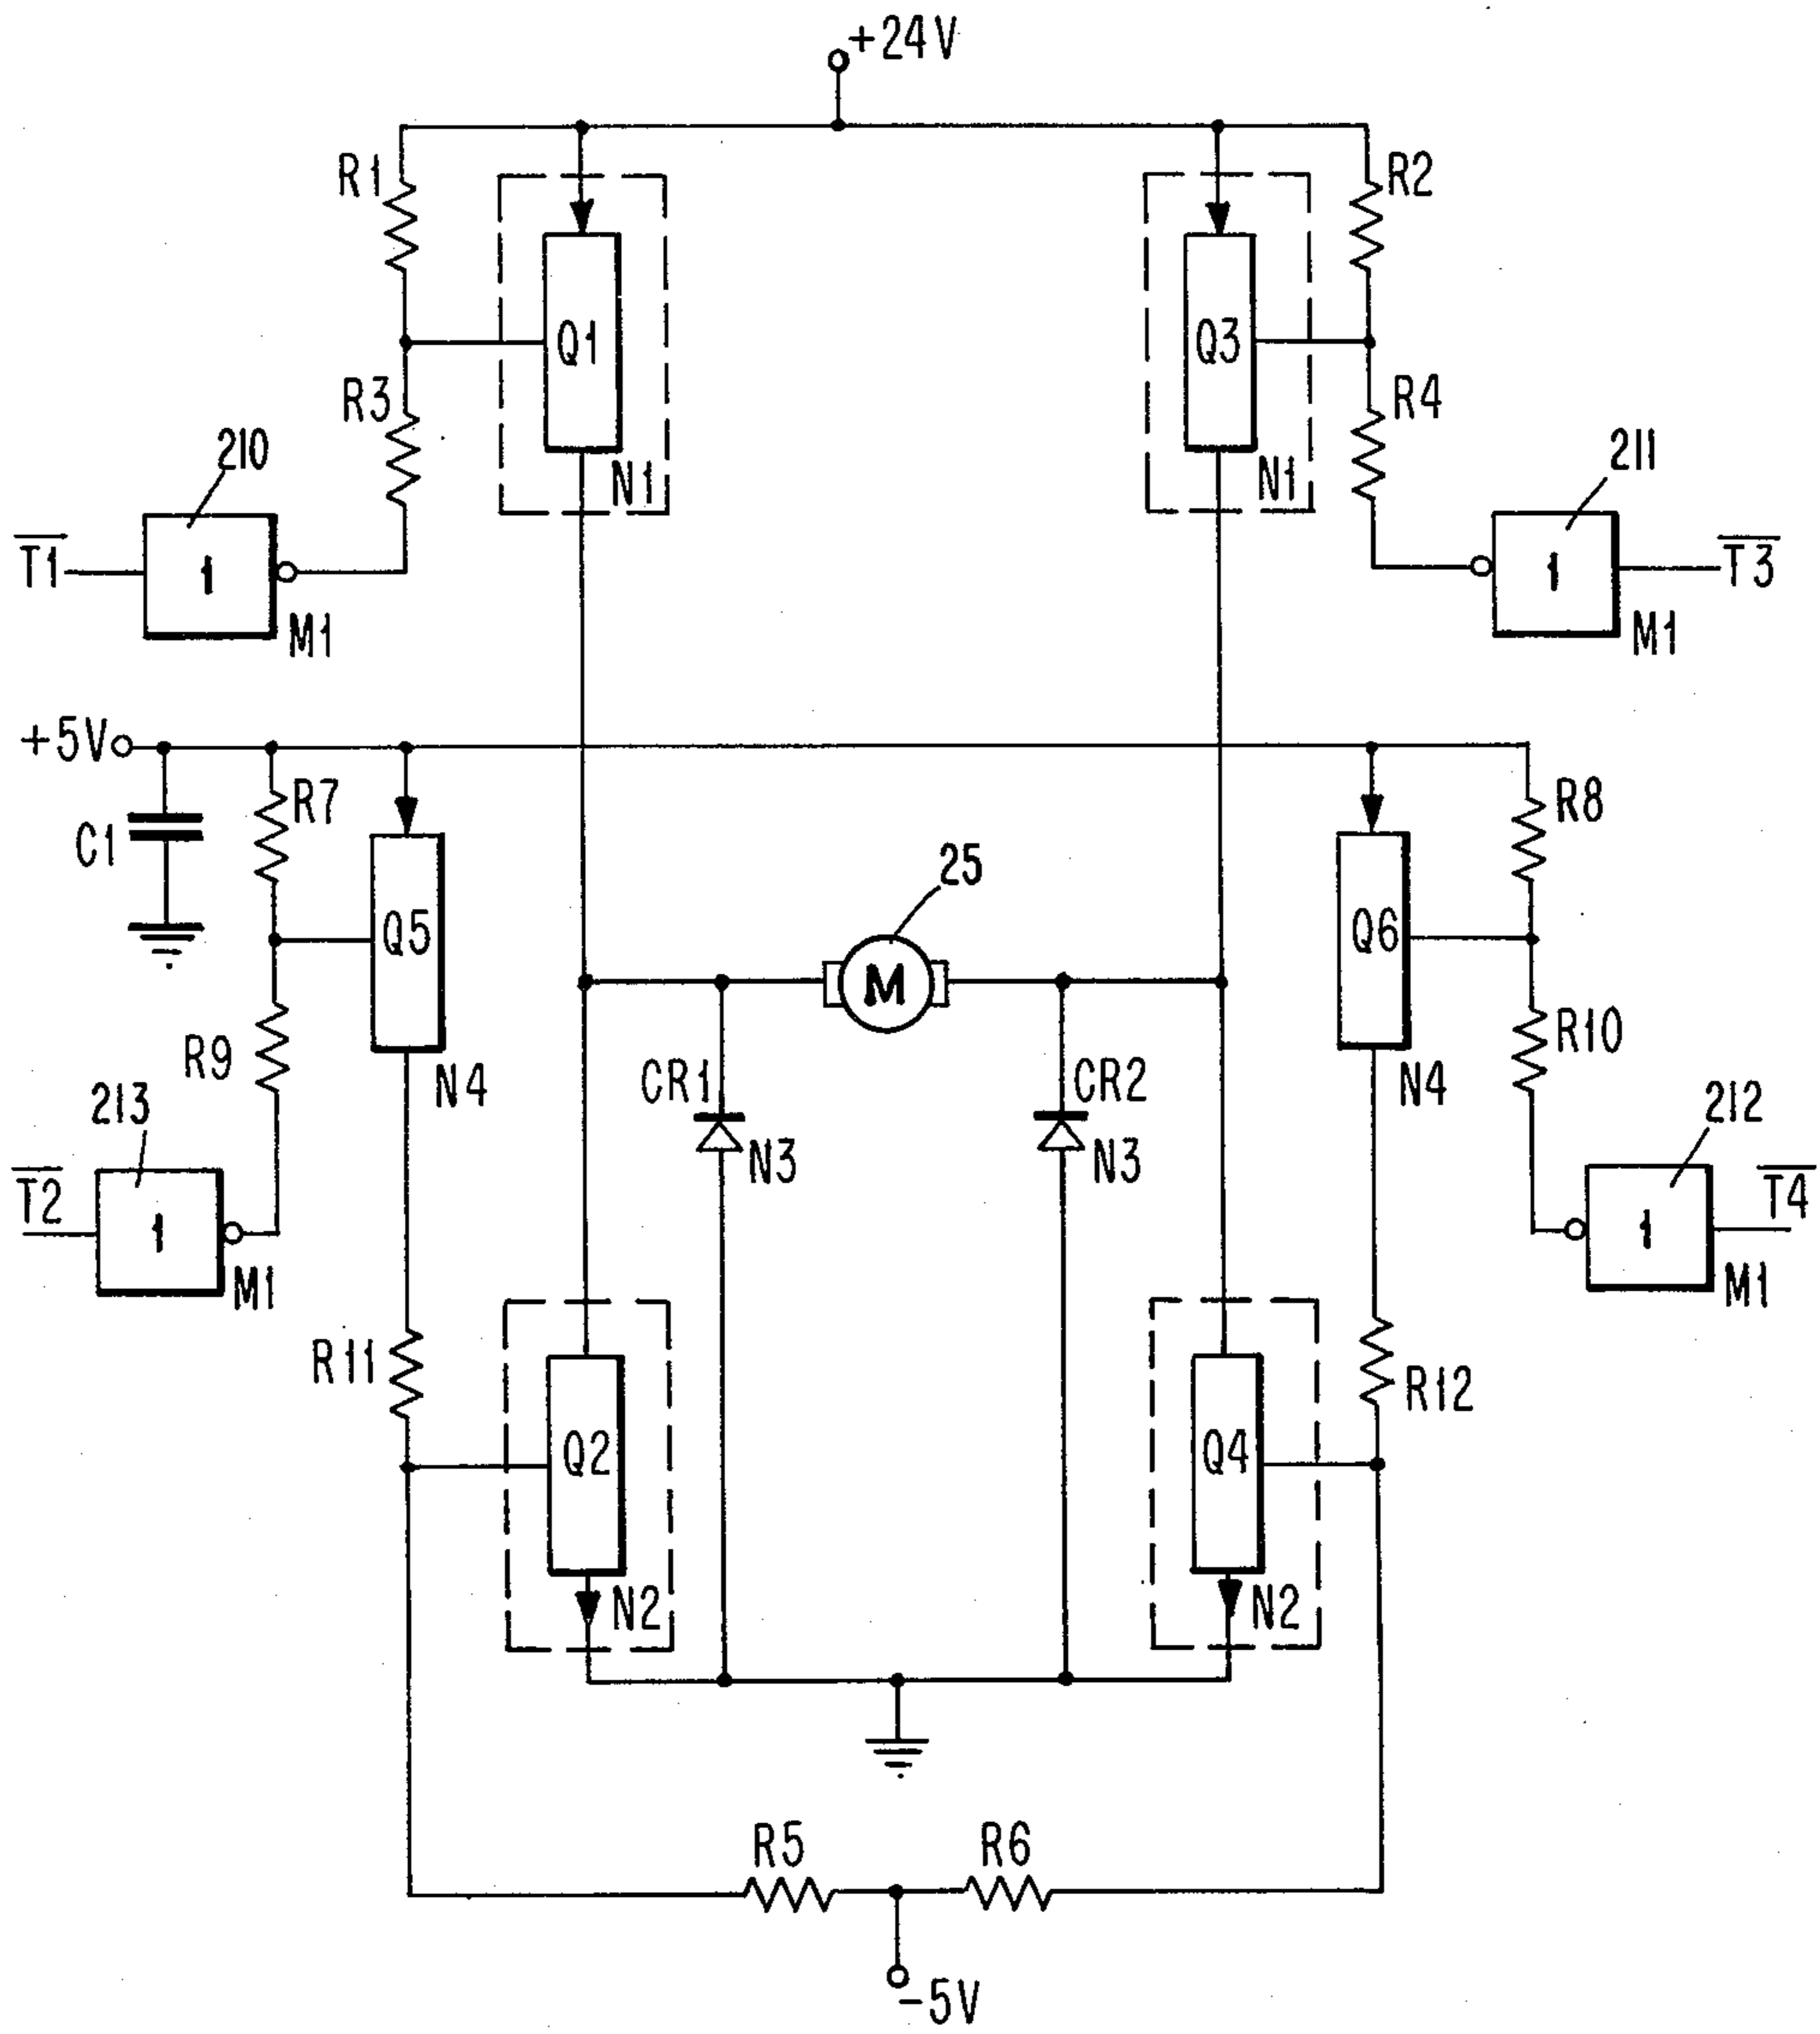 +24V
R1
R2
Q1
Q3
R3
R4
N1
N1
210
211
T1
1
1
T3
M1
M1
+5V
R7
R8
C1
25
Q5
Q6
M
R9
R10
CR1
CR2
N4
N4
213
212
N3
N3
T2
1
1
T4
M1
M1
R11
R12
Q2
Q4
N2
N2
R5
R6
-5V